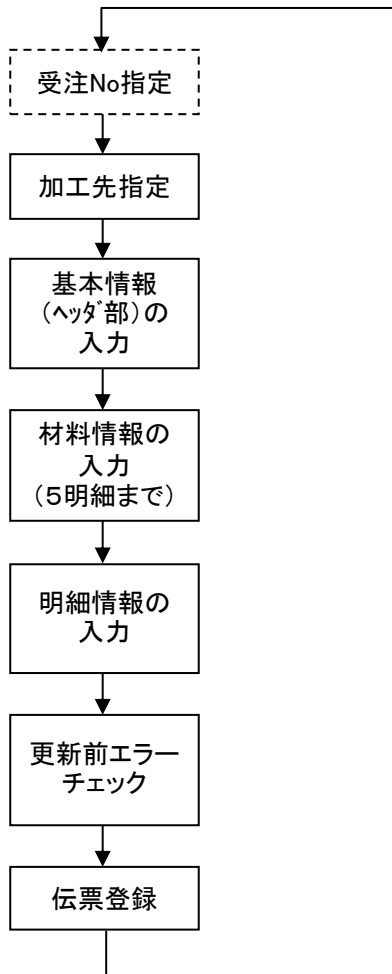 受注No指定
加工先指定
基本情報
（ﾍｯﾀﾞ部）の
入力
材料情報の
入力
（５明細まで）
明細情報の
入力
更新前エラー
チェック
伝票登録